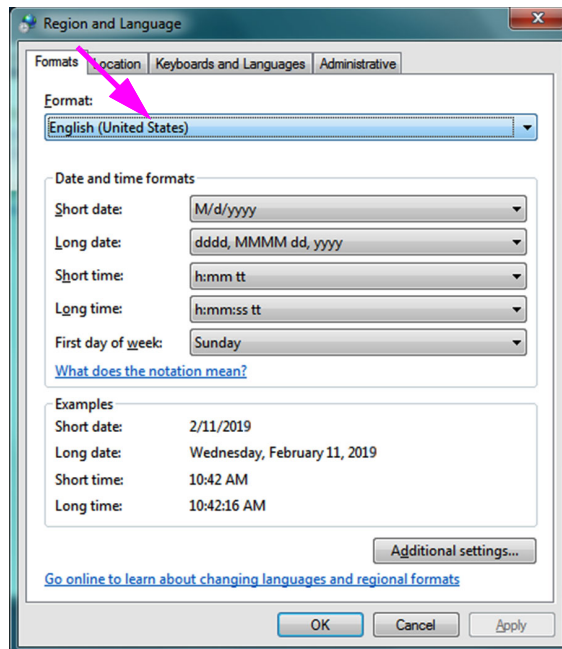 Region and Language
Formats Location Keyboards and Languages Administrative
Format:
English (United States)
Date and time formats
Short date: M/d/yyyy
Long date: dddd, MMMM dd, yyyy
Short time: h:mm tt
Long time: h:mm:ss tt
First day of week: Sunday
What does the notation mean?
Examples
Short date: 2/11/2019
Long date: Wednesday, February 11, 2019
Short time: 10:42 AM
Long time: 10:42:16 AM
Additional settings...
Go online to learn about changing languages and regional formats
OK Cancel Apply